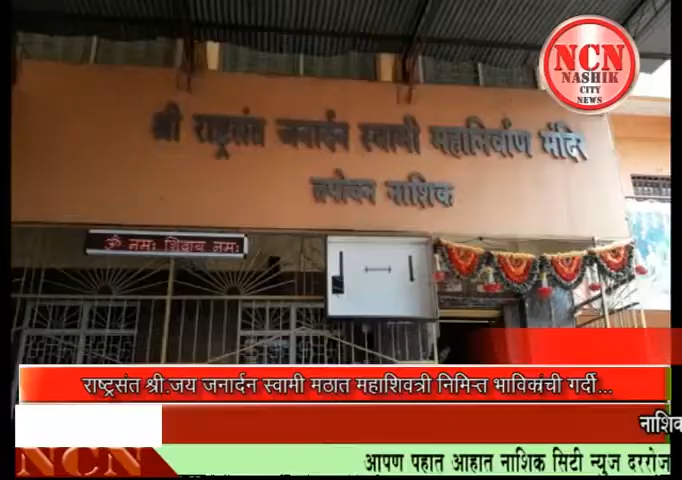 NCN
NASHIK
CITY
NEWS
श्री राष्ट्रसंत जनार्दन स्वामी महानिर्वाण मंदिर
तपोवन नाशिक
ॐ नमः शिवाय नमः
राष्ट्रसंत श्री.जय जनार्दन स्वामी मठात महाशिवत्री निमित्त भाविकांची गर्दी...
नाशिक
NCN
आपण पहात आहात नाशिक सिटी न्युज दररोज